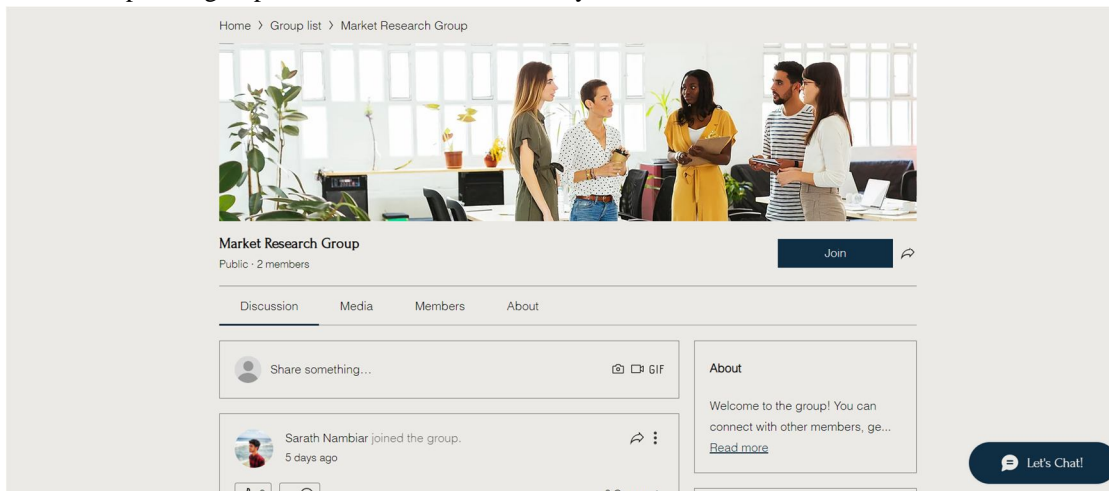 Home > Group list > Market Research Group
Market Research Group
Public · 2 members
Join
Discussion Media Members About
Share something...
GIF
Sarath Nambiar joined the group.
5 days ago
About
Welcome to the group! You can
connect with other members, ge...
Read more
Let's Chat!